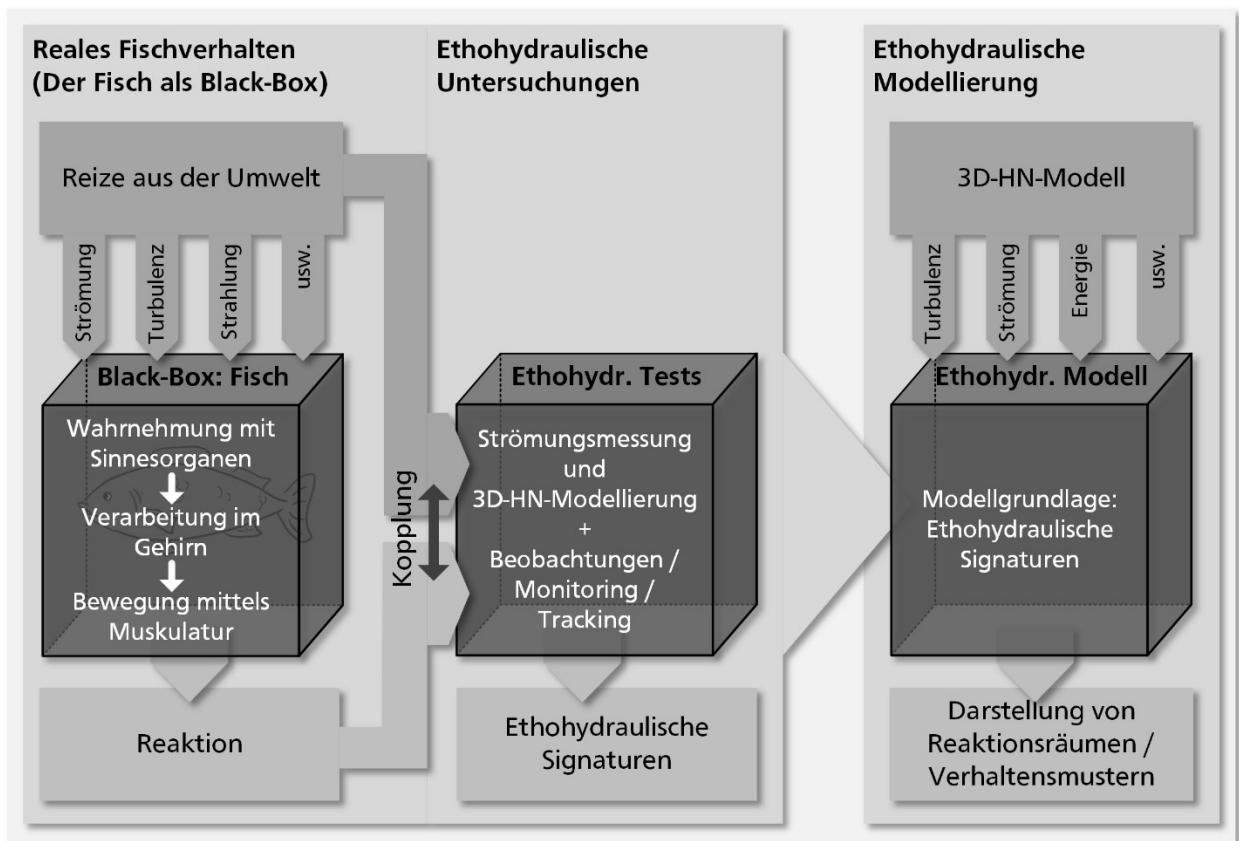 Reales Fischverhalten
(Der Fisch als Black-Box)
Reize aus der Umwelt
Strömung
Turbulenz
Strahlung
usw.
Black-Box: Fisch
Wahrnehmung mit
Sinnesorganen
Verarbeitung im
Gehirn
Bewegung mittels
Muskulatur
Reaktion
Ethohydraulische
Untersuchungen
Kopplung
Ethohydr. Tests
Strömungsmessung
und
3D-HN-Modellierung
+
Beobachtungen /
Monitoring /
Tracking
Ethohydraulische
Signaturen
Ethohydraulische
Modellierung
3D-HN-Modell
Turbulenz
Strömung
Energie
usw.
Ethohydr. Modell
Modellgrundlage:
Ethohydraulische
Signaturen
Darstellung von
Reaktionsräumen /
Verhaltensmustern